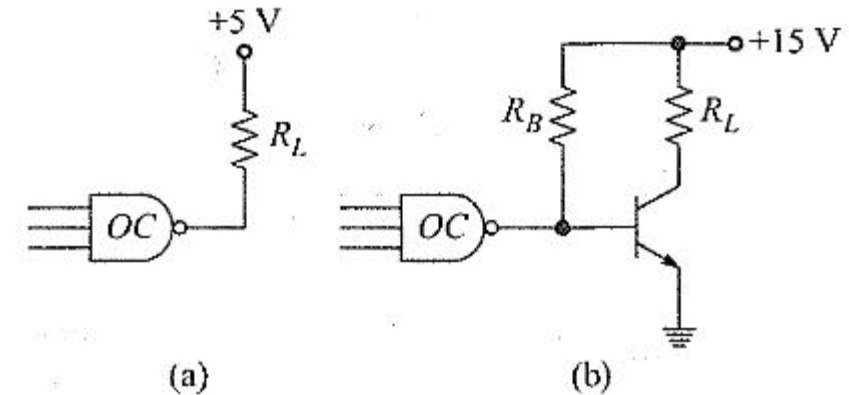 +5 V
R_L
OC
(a)
+15 V
R_B
R_L
OC
(b)